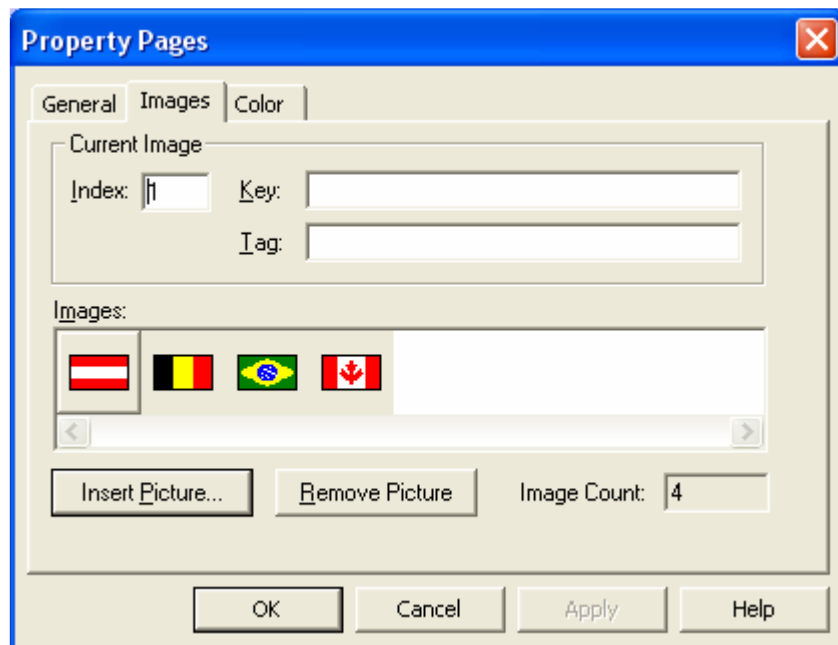 Property Pages
General Images Color
Current Image
Index: 1 Key:
Tag:
Images:
Insert Picture... Remove Picture Image Count: 4
OK Cancel Apply Help